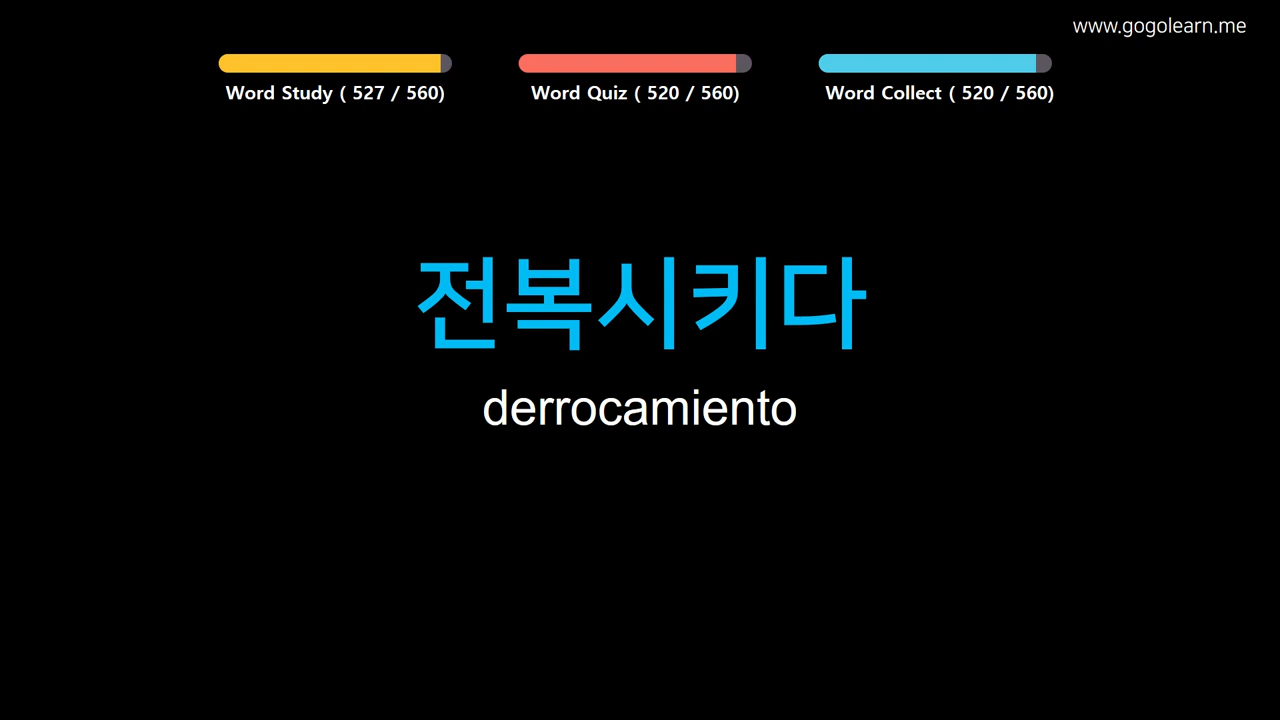 www.gogolearn.me
Word Study ( 527 / 560)
Word Quiz ( 520 / 560)
Word Collect ( 520 / 560)
전복시키다
derrocamiento